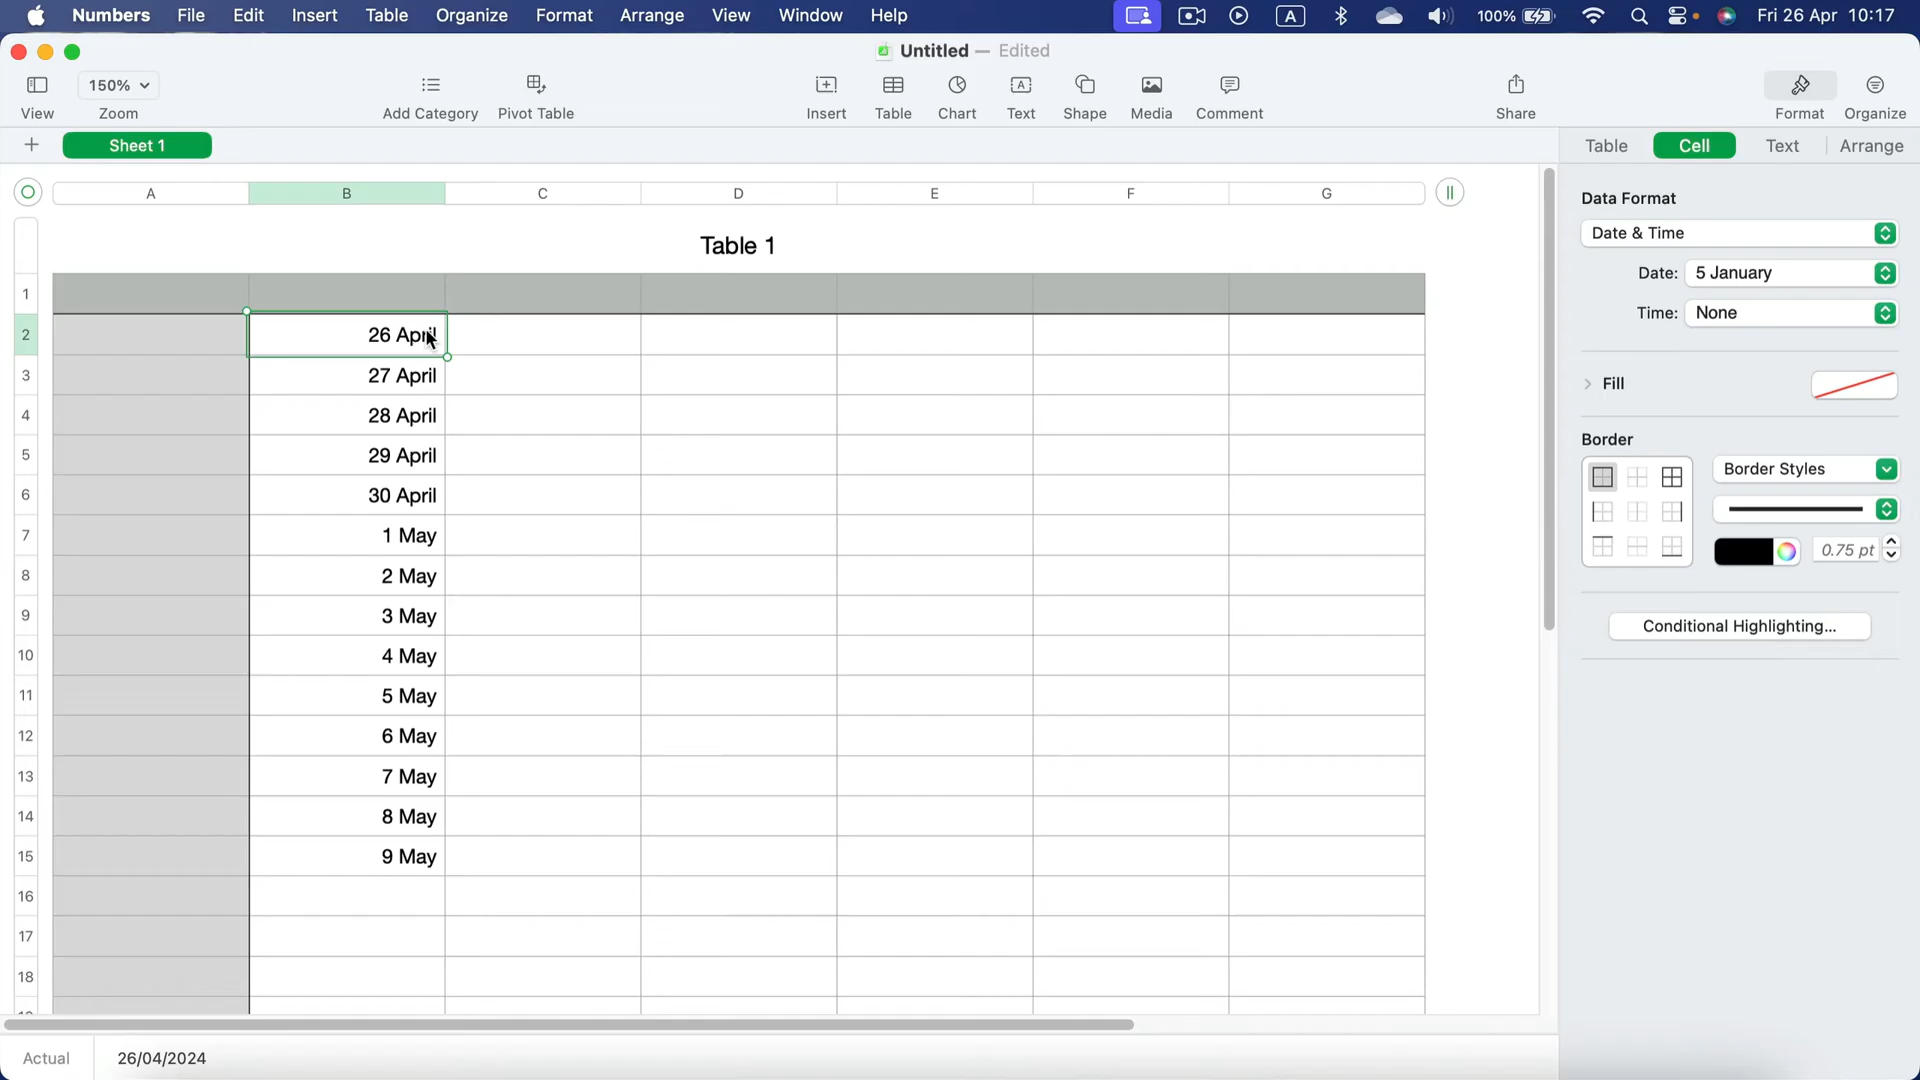 Numbers File Edit Insert Table Organize Format Arrange View Window Help A 100% Fri 26 Apr 10:17
Untitled — Edited
150%
View Zoom Add Category Pivot Table Insert Table Chart Text Shape Media Comment Share Format Organize
Sheet 1 Table Cell Text Arrange
A B C D E F G
Table 1
1
2 26 April
3 27 April
4 28 April
5 29 April
6 30 April
7 1 May
8 2 May
9 3 May
10 4 May
11 5 May
12 6 May
13 7 May
14 8 May
15 9 May
16
17
18
Actual 26/04/2024
Data Format
Date & Time
Date: 5 January
Time: None
Fill
Border
Border Styles
0.75 pt
Conditional Highlighting...